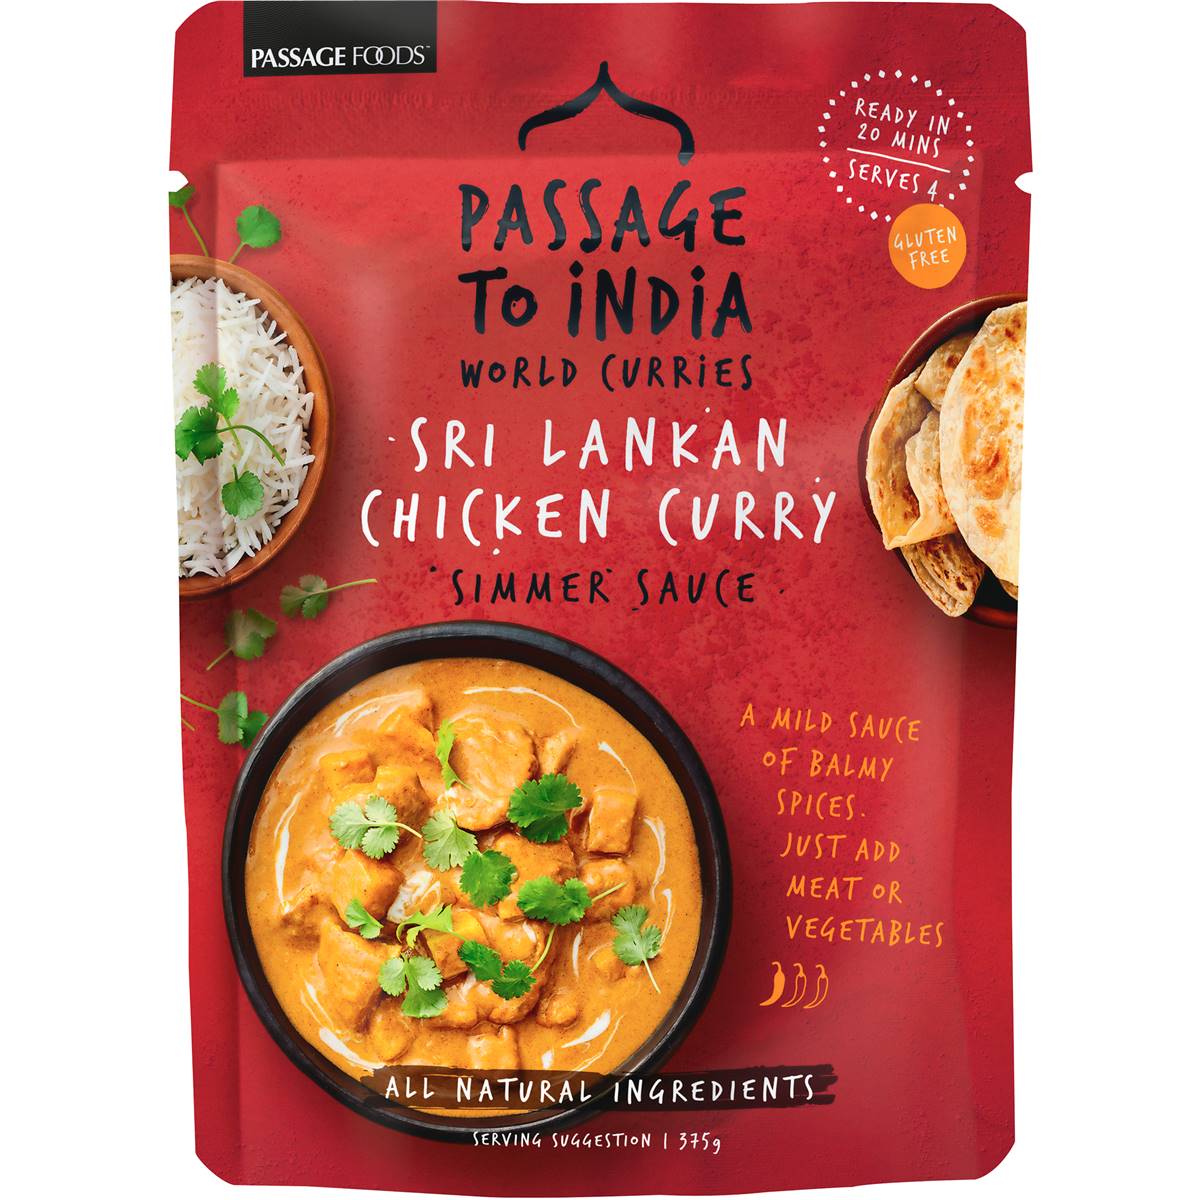 PASSAGE FOODS™
READY IN
20 MINS
SERVES 4
GLUTEN
FREE
PASSAGE
TO INDIA
WORLD CURRIES
SRI LANKAN
CHICKEN CURRY
SIMMER SAUCE
A MILD SAUCE
OF BALMY
SPICES.
JUST ADD
MEAT OR
VEGETABLES
ALL NATURAL INGREDIENTS
SERVING SUGGESTION | 375g